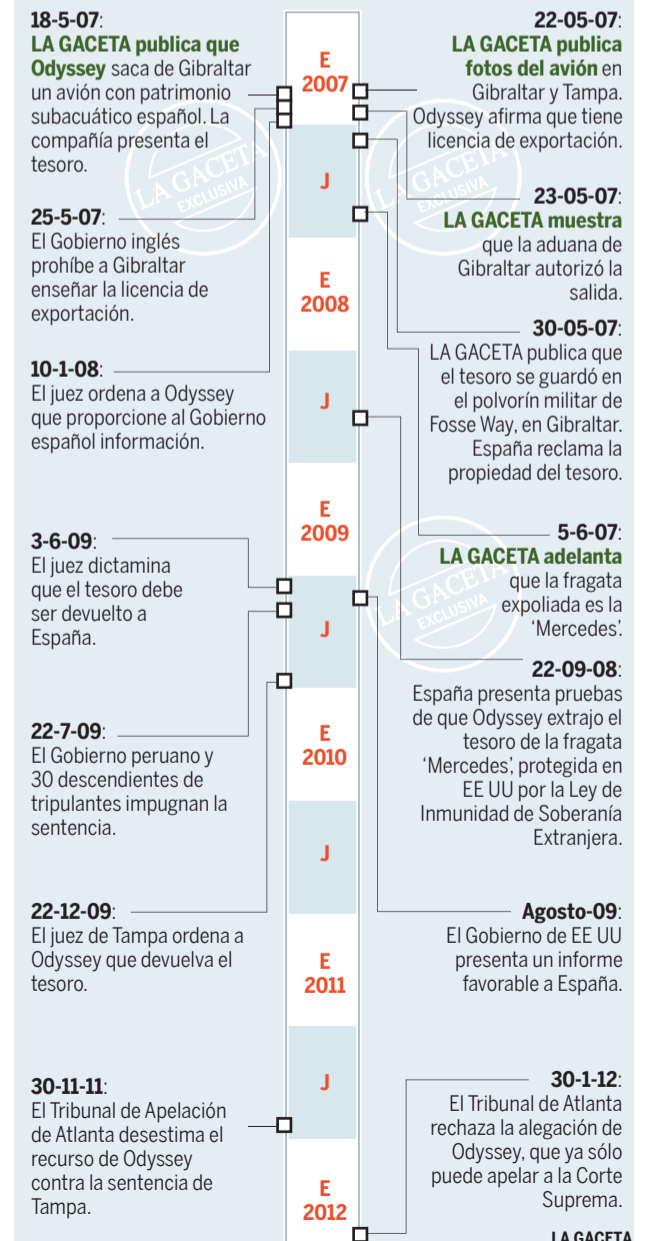 18-5-07:
LA GACETA publica que
Odyssey saca de Gibraltar
un avión con patrimonio
subacuático español. La
compañía presenta el
tesoro.
25-5-07:
El Gobierno inglés
prohíbe a Gibraltar
enseñar la licencia de
exportación.
10-1-08:
El juez ordena a Odyssey
que proporcione al Gobierno
español información.
3-6-09:
El juez dictamina
que el tesoro debe
ser devuelto a
España.
22-7-09:
El Gobierno peruano y
30 descendientes de
tripulantes impugnan la
sentencia.
22-12-09:
El juez de Tampa ordena a
Odyssey que devuelva el
tesoro.
30-11-11:
El Tribunal de Apelación
de Atlanta desestima el
recurso de Odyssey
contra la sentencia de
Tampa.
E
2007
J
E
2008
J
E
2009
J
E
2010
J
E
2011
J
E
2012
22-05-07:
LA GACETA publica
fotos del avión en
Gibraltar y Tampa.
Odyssey afirma que tiene
licencia de exportación.
23-05-07:
LA GACETA muestra
que la aduana de
Gibraltar autorizó la
salida.
30-05-07:
LA GACETA publica que
el tesoro se guardó en
el polvorín militar de
Fosse Way, en Gibraltar.
España reclama la
propiedad del tesoro.
5-6-07:
LA GACETA adelanta
que la fragata
expoliada es la
‘Mercedes’.
22-09-08:
España presenta pruebas
de que Odyssey extrajo el
tesoro de la fragata
‘Mercedes’, protegida en
EE UU por la Ley de
Inmunidad de Soberanía
Extranjera.
Agosto-09:
El Gobierno de EE UU
presenta un informe
favorable a España.
30-1-12:
El Tribunal de Atlanta
rechaza la alegación de
Odyssey, que ya sólo
puede apelar a la Corte
Suprema.
LA GACETA
LA GACETA
EXCLUSIVA
LA GACETA
EXCLUSIVA
LA GACETA
EXCLUSIVA